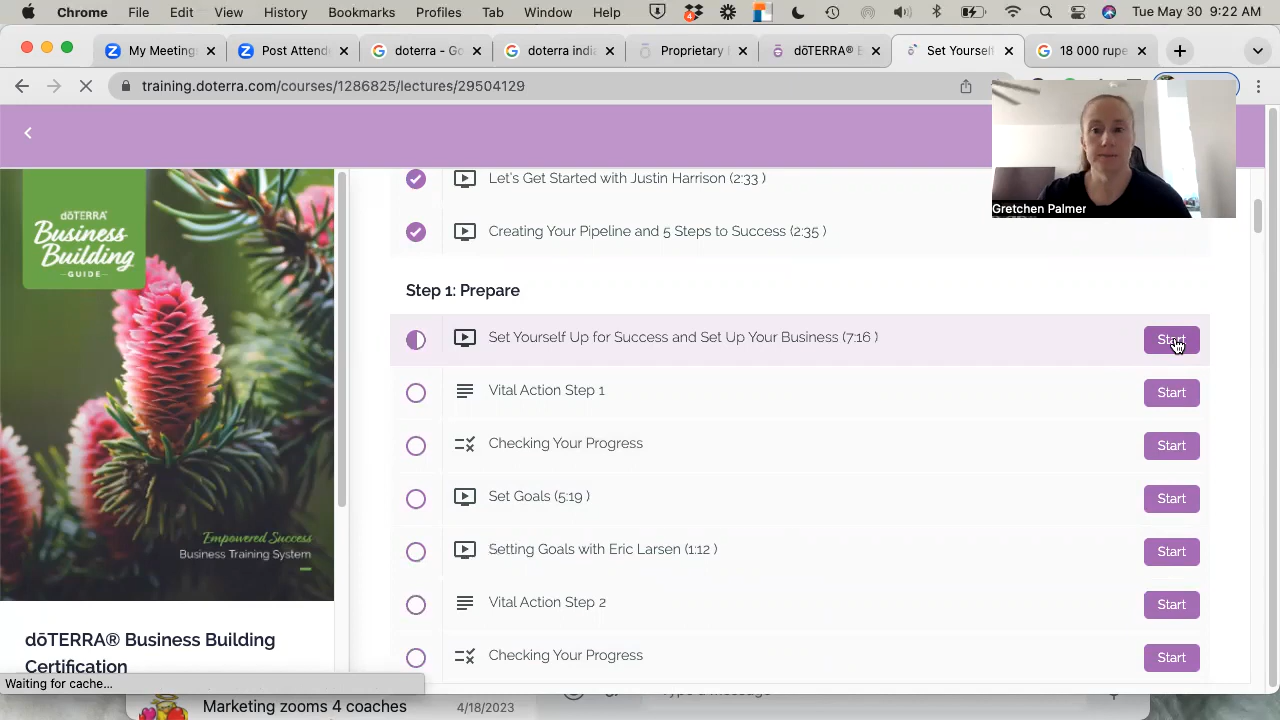 Chrome File Edit View History Bookmarks Profiles Tab Window Help Tue May 30 9:22 AM
My Meeting Post Attend doterra - Go doterra indi Proprietary dōTERRA® B Set Yourself 18 000 rupe
training.doterra.com/courses/1286825/lectures/29504129
Gretchen Palmer
Let's Get Started with Justin Harrison (2:33 )
Creating Your Pipeline and 5 Steps to Success (2:35 )
Step 1: Prepare
Set Yourself Up for Success and Set Up Your Business (7:16 ) Start
Vital Action Step 1 Start
Checking Your Progress Start
Set Goals (5:19 ) Start
Setting Goals with Eric Larsen (1:12 ) Start
Vital Action Step 2 Start
Checking Your Progress Start
dōTERRA®
Business
Building
GUIDE
Empowered Success
Business Training System
dōTERRA® Business Building
Certification
Waiting for cache...
Marketing zooms 4 coaches 4/18/2023